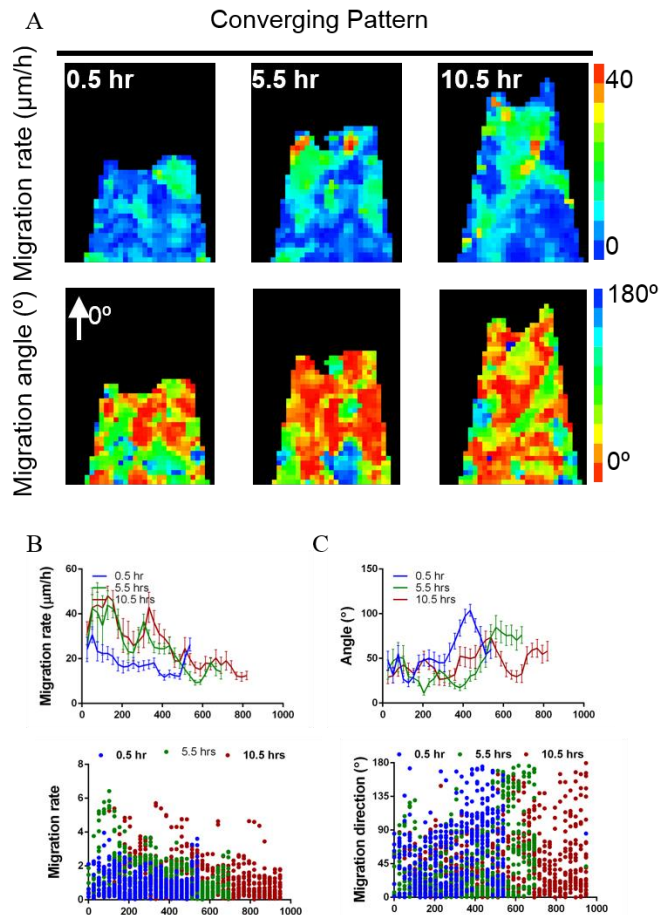 A
Converging Pattern
Migration rate (µm/h)
0.5 hr
5.5 hr
10.5 hr
40
0
Migration angle (º)
0º
180º
0º
B
Migration rate (µm/h)
60
40
20
0
0.5 hr
5.5 hr
10.5 hrs
0 200 400 600 800 1000
C
Angle (°)
150
100
50
0
0.5 hr
5.5 hr
10.5 hrs
0 200 400 600 800 1000
Migration rate
8
6
4
2
0
0.5 hr 5.5 hrs 10.5 hrs
0 200 400 600 800 1000
Migration direction (°)
180
135
90
45
0
0.5 hr 5.5 hrs 10.5 hrs
0 200 400 600 800 1000